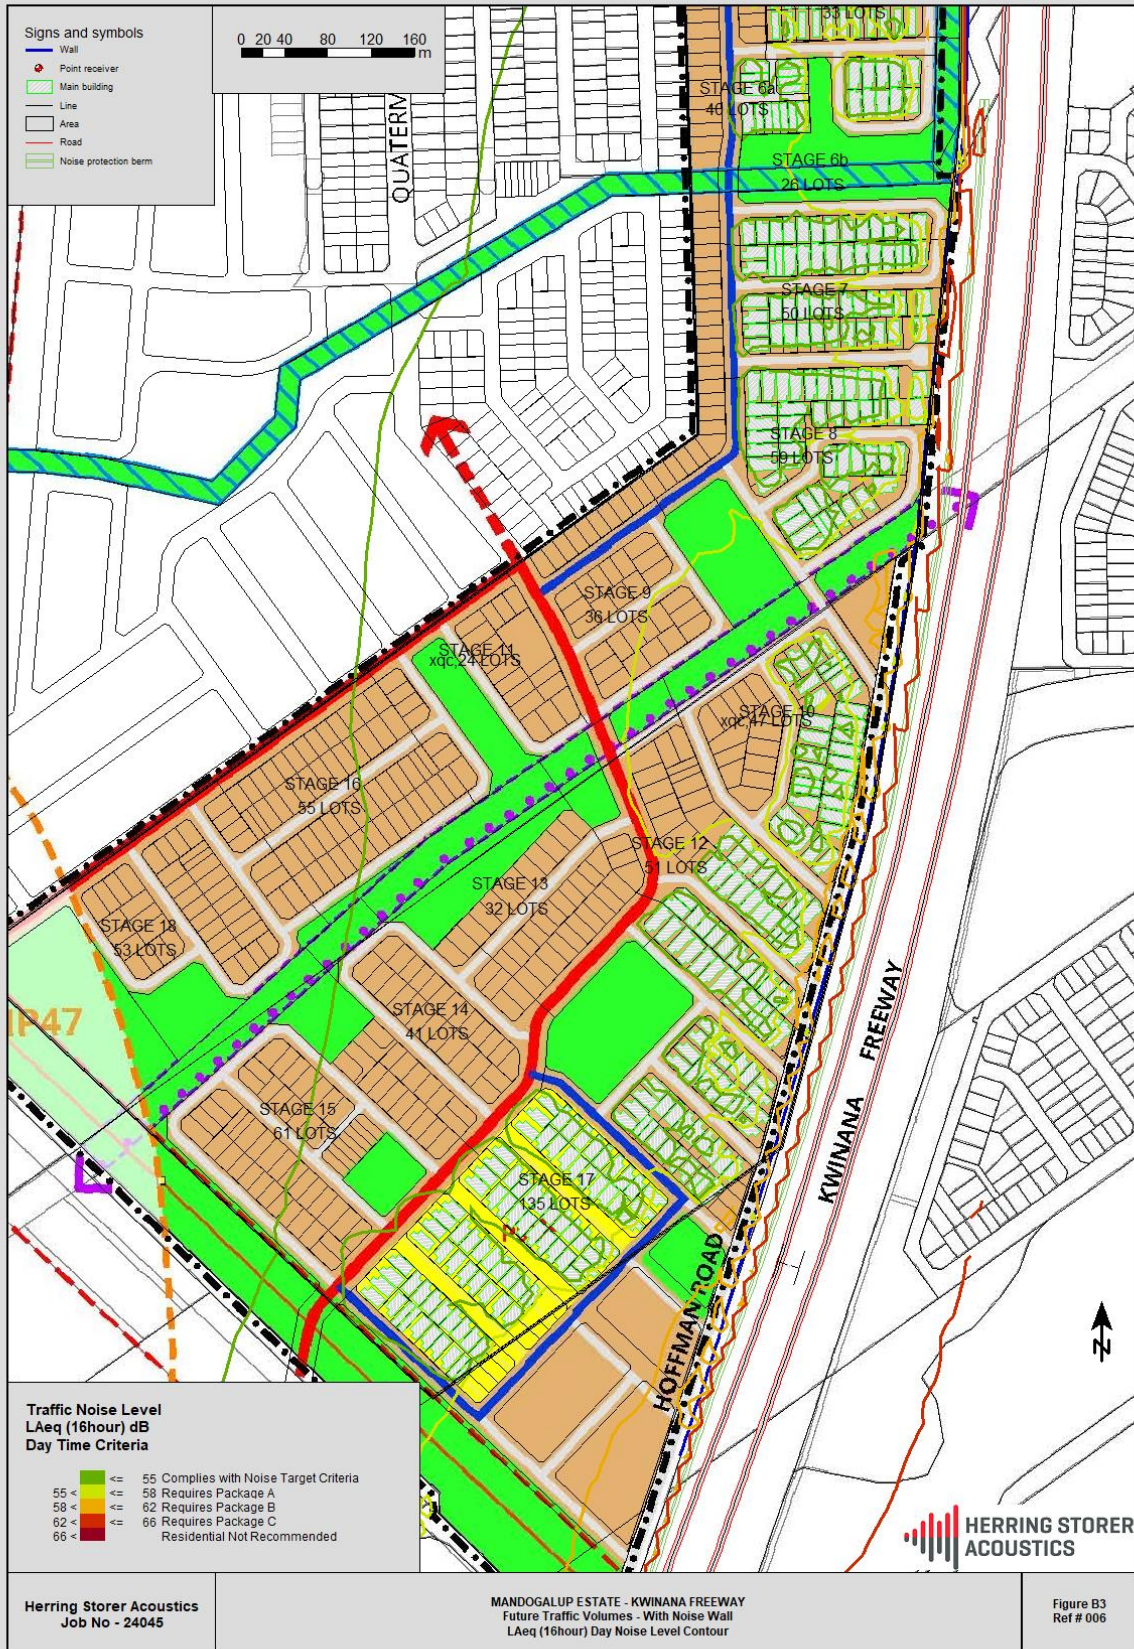 Signs and symbols
Wall
Point receiver
Main building
Line
Area
Road
Noise protection berm
0 20 40 80 120 160
m
QUATERM
33 LOTS
STAGE 6a
40 LOTS
STAGE 6b
26 LOTS
STAGE 7
50 LOTS
STAGE 8
59 LOTS
STAGE 9
36 LOTS
STAGE 11
xqc,24 LOTS
STAGE 10
xqc,47 LOTS
STAGE 16
55 LOTS
STAGE 12
51 LOTS
STAGE 13
32 LOTS
STAGE 18
53 LOTS
STAGE 14
41 LOTS
IP47
STAGE 15
61 LOTS
STAGE 17
135 LOTS
KWINANA FREEWAY
HOFFMAN ROAD
N
Traffic Noise Level
LAeq (16hour) dB
Day Time Criteria
<= 55 Complies with Noise Target Criteria
55 < <= 58 Requires Package A
58 < <= 62 Requires Package B
62 < <= 66 Requires Package C
66 < Residential Not Recommended
HERRING STORER
ACOUSTICS
Herring Storer Acoustics
Job No - 24045
MANDOGALUP ESTATE - KWINANA FREEWAY
Future Traffic Volumes - With Noise Wall
LAeq (16hour) Day Noise Level Contour
Figure B3
Ref # 006